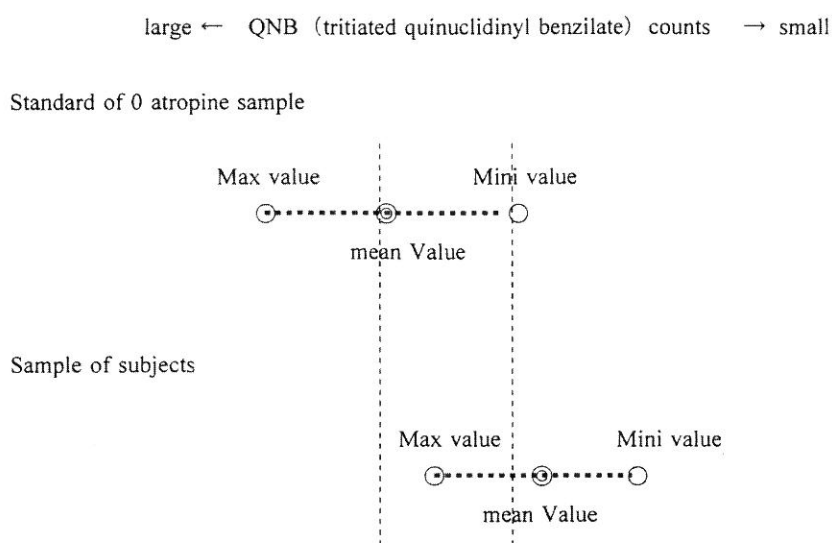 large ← QNB (tritiated quinuclidinyl benzilate) counts → small
Standard of 0 atropine sample
Max value Mini value
mean Value
Sample of subjects
Max value Mini value
mean Value